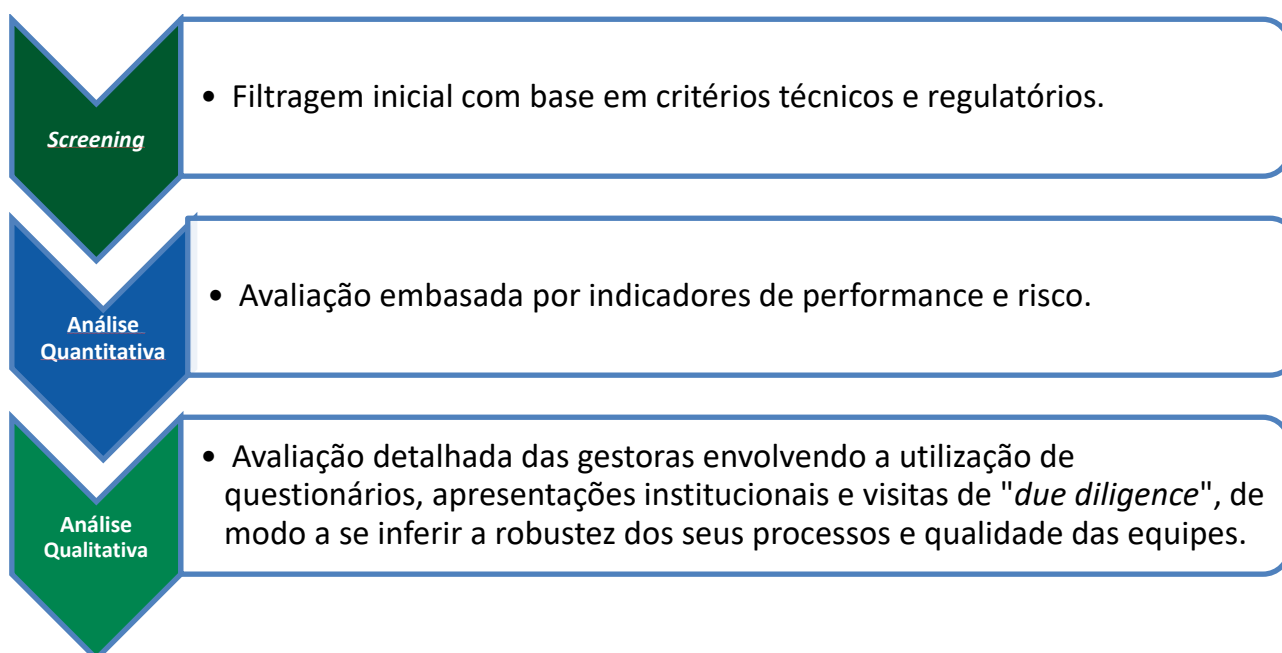 Screening
• Filtragem inicial com base em critérios técnicos e regulatórios.
Análise
Quantitativa
• Avaliação embasada por indicadores de performance e risco.
Análise
Qualitativa
• Avaliação detalhada das gestoras envolvendo a utilização de
questionários, apresentações institucionais e visitas de "due diligence", de
modo a se inferir a robustez dos seus processos e qualidade das equipes.